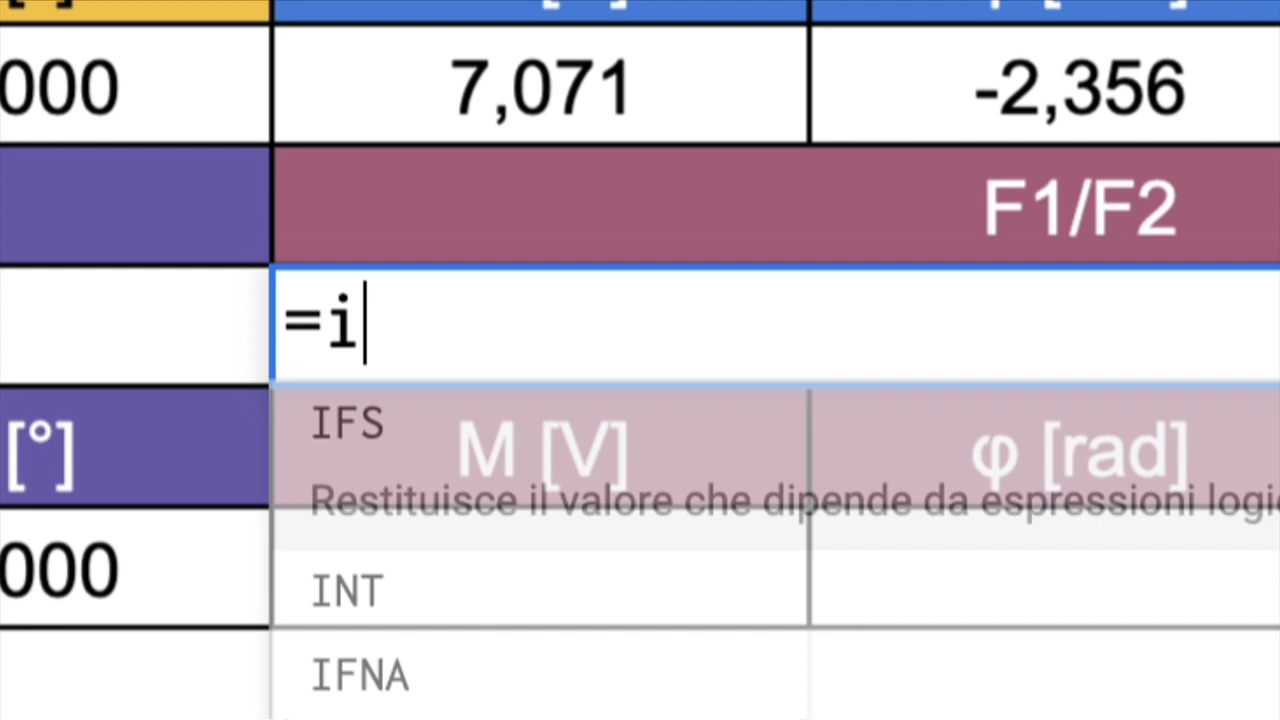 000 7,071 -2,356
F1/F2
=i
IFS
[°] M [V] φ [rad]
Restituisce il valore che dipende da espressioni
000
INT
IFNA